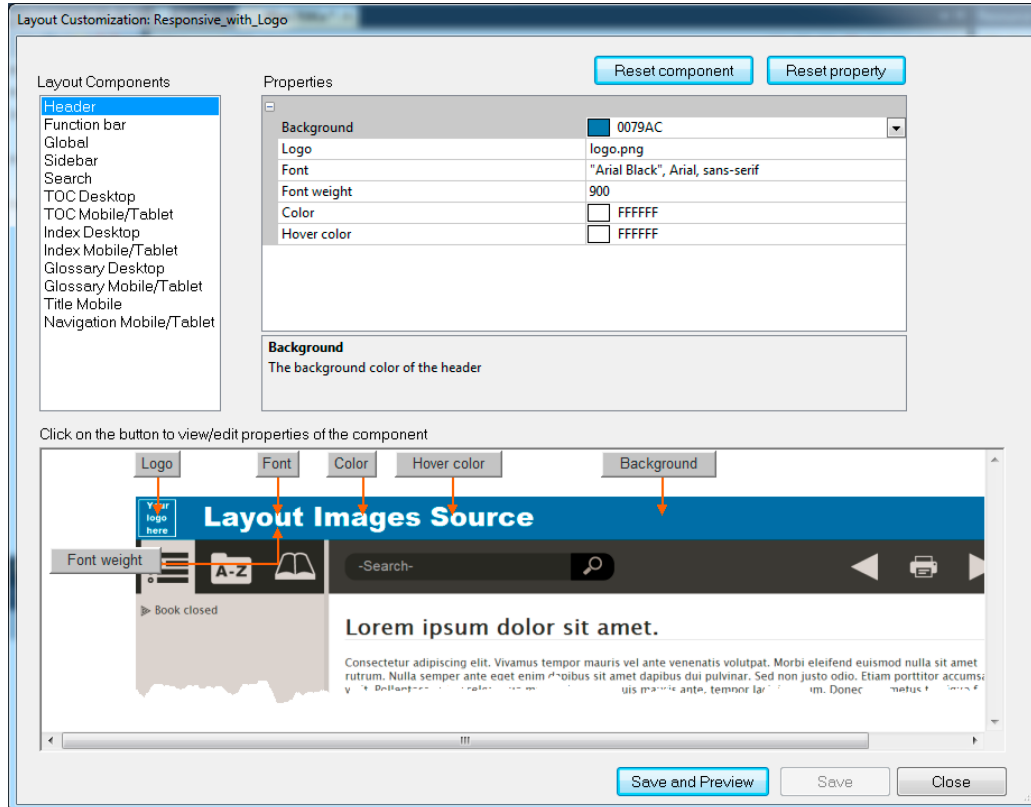 Layout Customization: Responsive_with_Logo
Reset component
Reset property
Layout Components
Properties
Header
Function bar
Global
Sidebar
Search
TOC Desktop
TOC Mobile/Tablet
Index Desktop
Index Mobile/Tablet
Glossary Desktop
Glossary Mobile/Tablet
Title Mobile
Navigation Mobile/Tablet
Background 0079AC
Logo logo.png
Font "Arial Black", Arial, sans-serif
Font weight 900
Color FFFFFF
Hover color FFFFFF
Background
The background color of the header
Click on the button to view/edit properties of the component
Logo Font Color Hover color Background
Your
logo
here
Layout Images Source
Font weight
A-Z
-Search-
Book closed
Lorem ipsum dolor sit amet.
Consectetur adipiscing elit. Vivamus tempor mauris vel ante venenatis volutpat. Morbi eleifend euismod nulla sit amet
rutrum. Nulla semper ante eget enim dapibus sit amet dapibus dui pulvinar. Sed non justo odio. Etiam porttitor accumsa
mauris ante, tempor Donec metus
Save and Preview
Save
Close